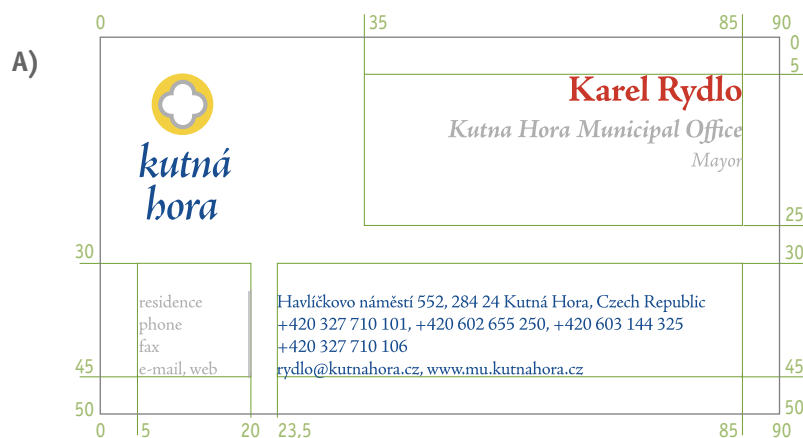 0 35 85 90
0
A)
5
Karel Rydlo
Kutna Hora Municipal Office
Mayor
kutná
hora
25
30 30
residence Havlíčkovo náměstí 552, 284 24 Kutná Hora, Czech Republic
phone +420 327 710 101, +420 602 655 250, +420 603 144 325
fax +420 327 710 106
e-mail, web rydlo@kutnahora.cz, www.mu.kutnahora.cz
45 45
50 50
0 5 20 23,5 85 90